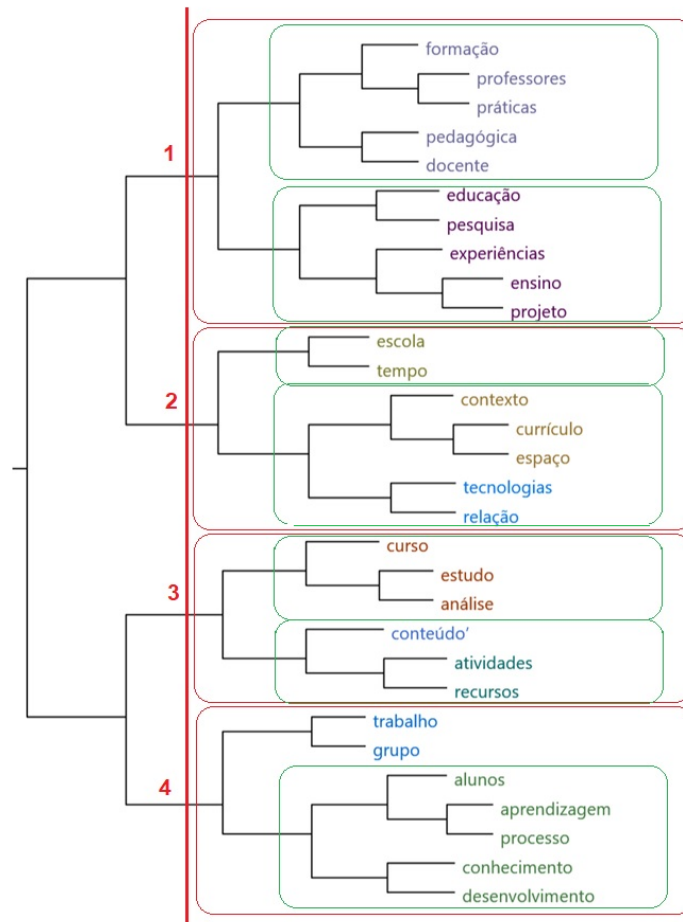 formação
professores
práticas
1
pedagógica
docente
educação
pesquisa
experiências
ensino
projeto
escola
tempo
2
contexto
currículo
espaço
tecnologias
relação
curso
estudo
3
análise
conteúdo'
atividades
recursos
trabalho
grupo
4
alunos
aprendizagem
processo
conhecimento
desenvolvimento